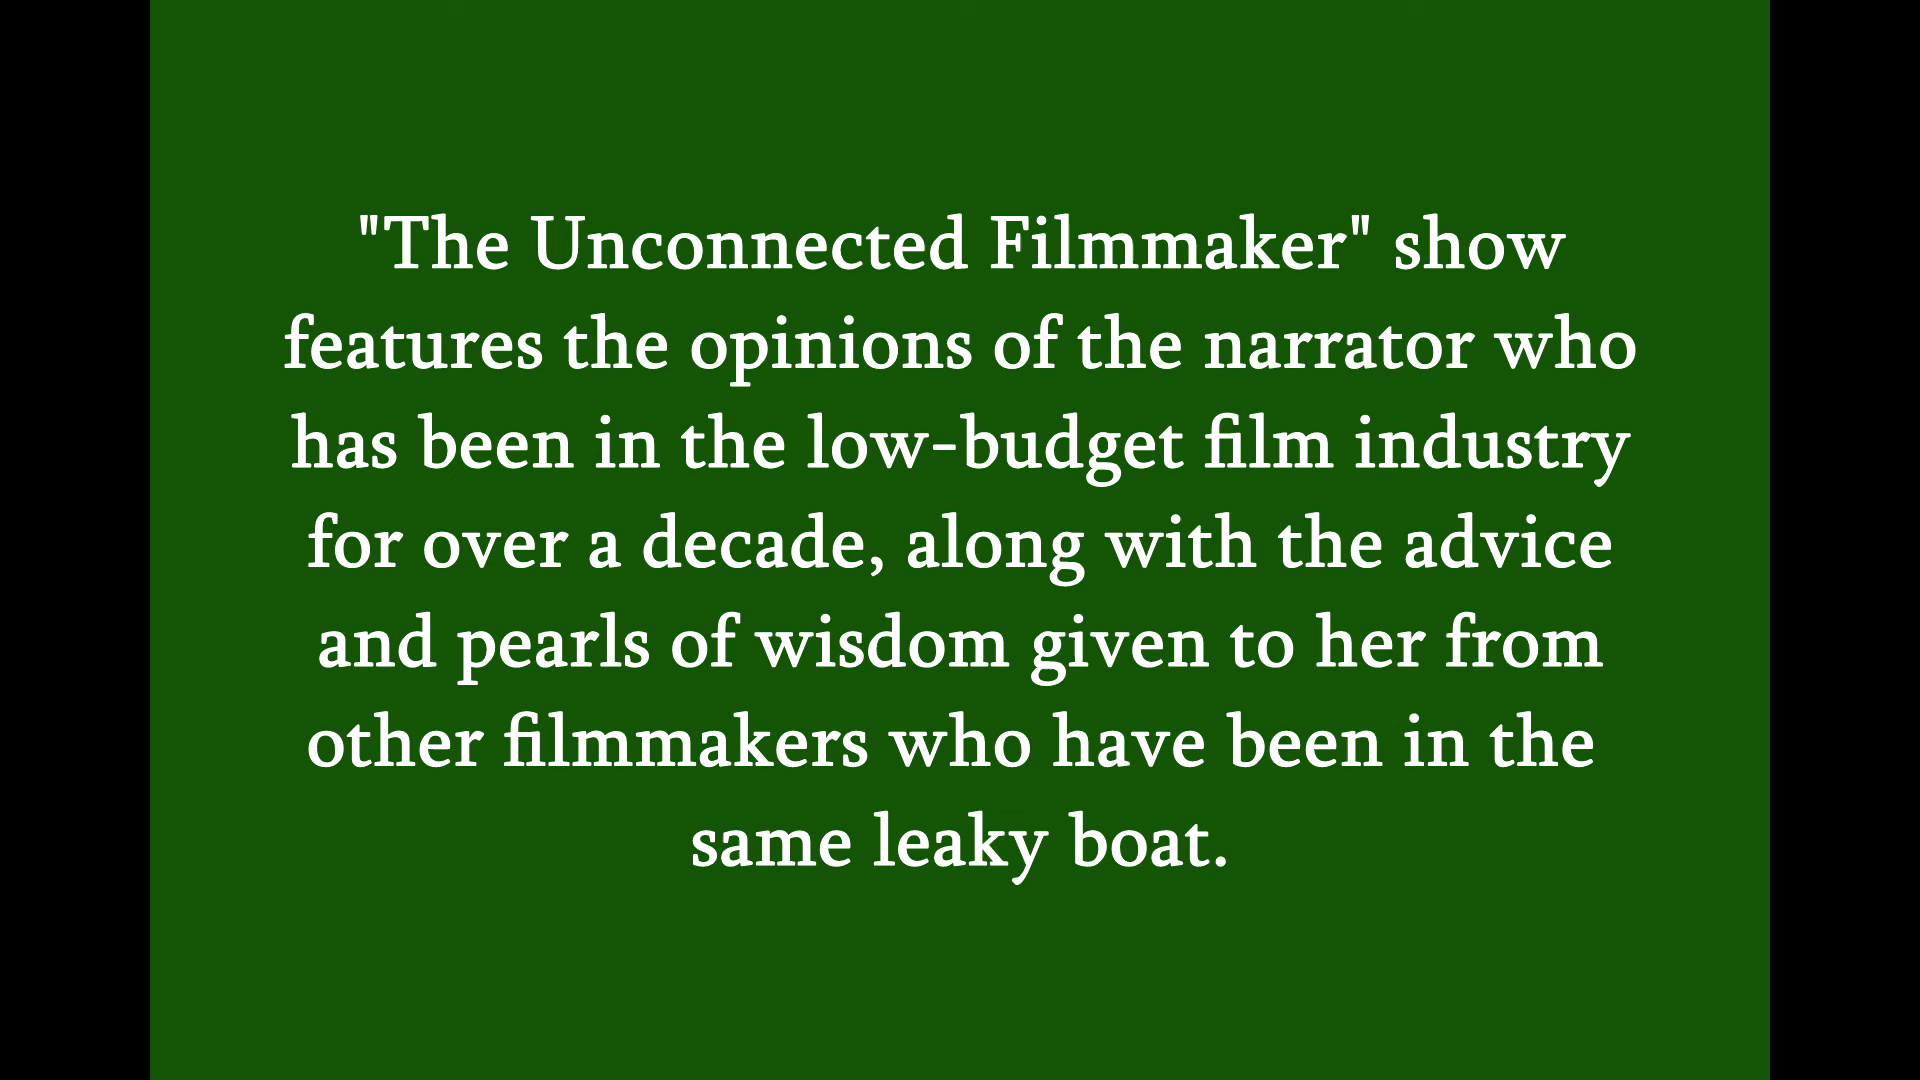 "The Unconnected Filmmaker" show
features the opinions of the narrator who
has been in the low-budget film industry
for over a decade, along with the advice
and pearls of wisdom given to her from
other filmmakers who have been in the
same leaky boat.